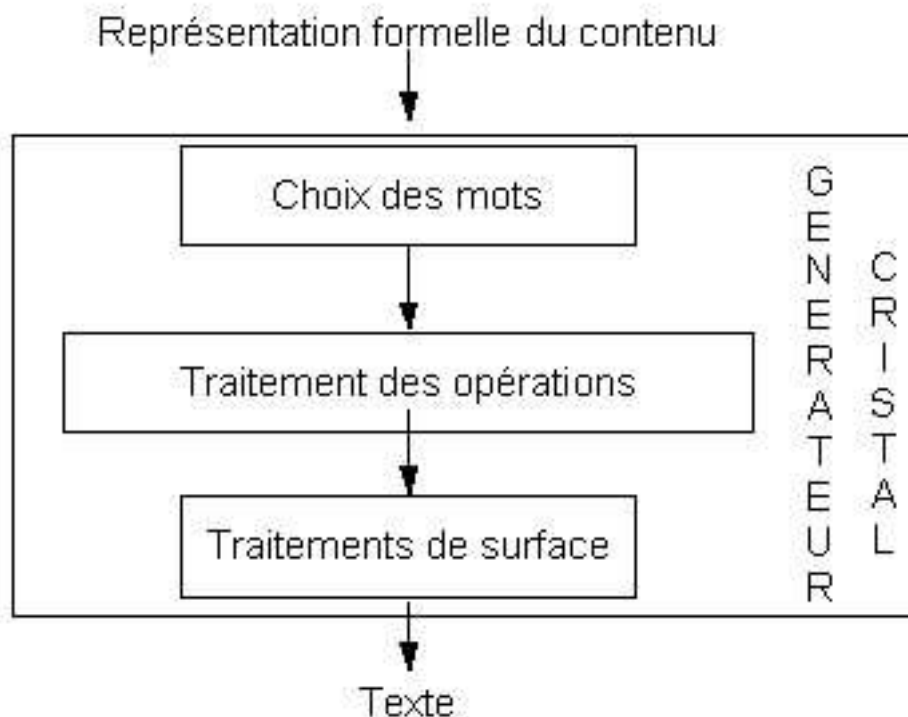 Représentation formelle du contenu
Choix des mots
Traitement des opérations
Traitements de surface
GENERATEUR
CRISTAL
Texte